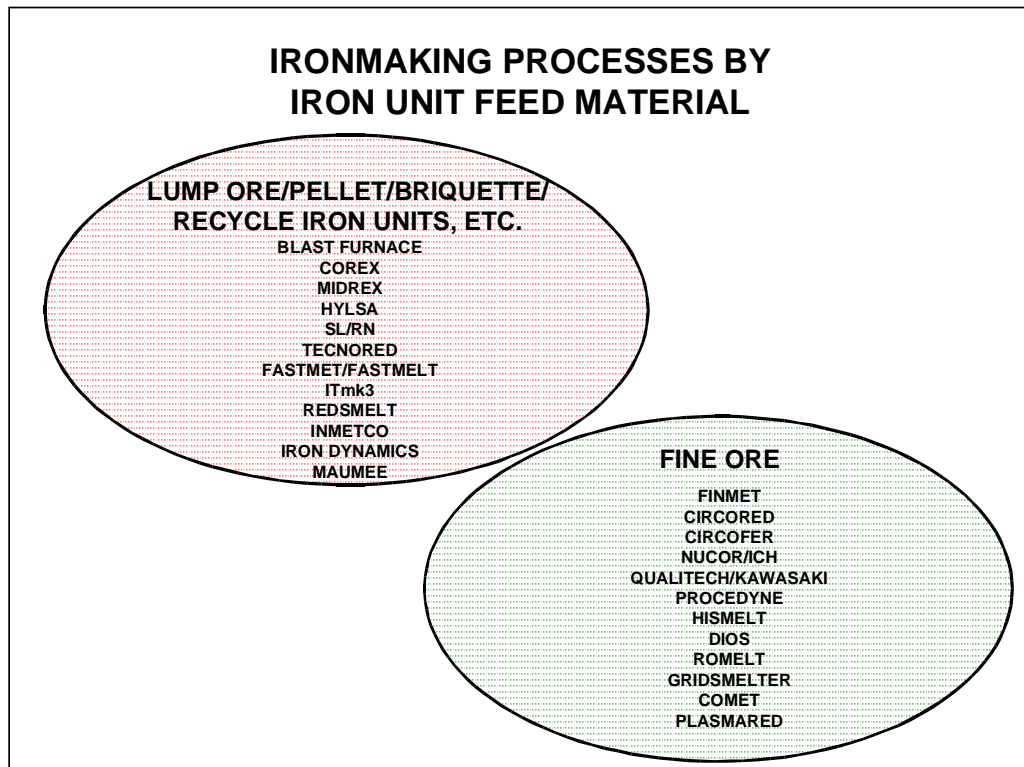 IRONMAKING PROCESSES BY
IRON UNIT FEED MATERIAL
LUMP ORE/PELLET/BRIQUETTE/
RECYCLE IRON UNITS, ETC.
BLAST FURNACE
COREX
MIDREX
HYLSA
SL/RN
TECNORED
FASTMET/FASTMELT
ITmk3
REDSMELT
INMETCO
IRON DYNAMICS
MAUMEE
FINE ORE
FINMET
CIRCORED
CIRCOFER
NUCOR/ICH
QUALITECH/KAWASAKI
PROCEDYNE
HISMELT
DIOS
ROMELT
GRIDSMELTER
COMET
PLASMARED